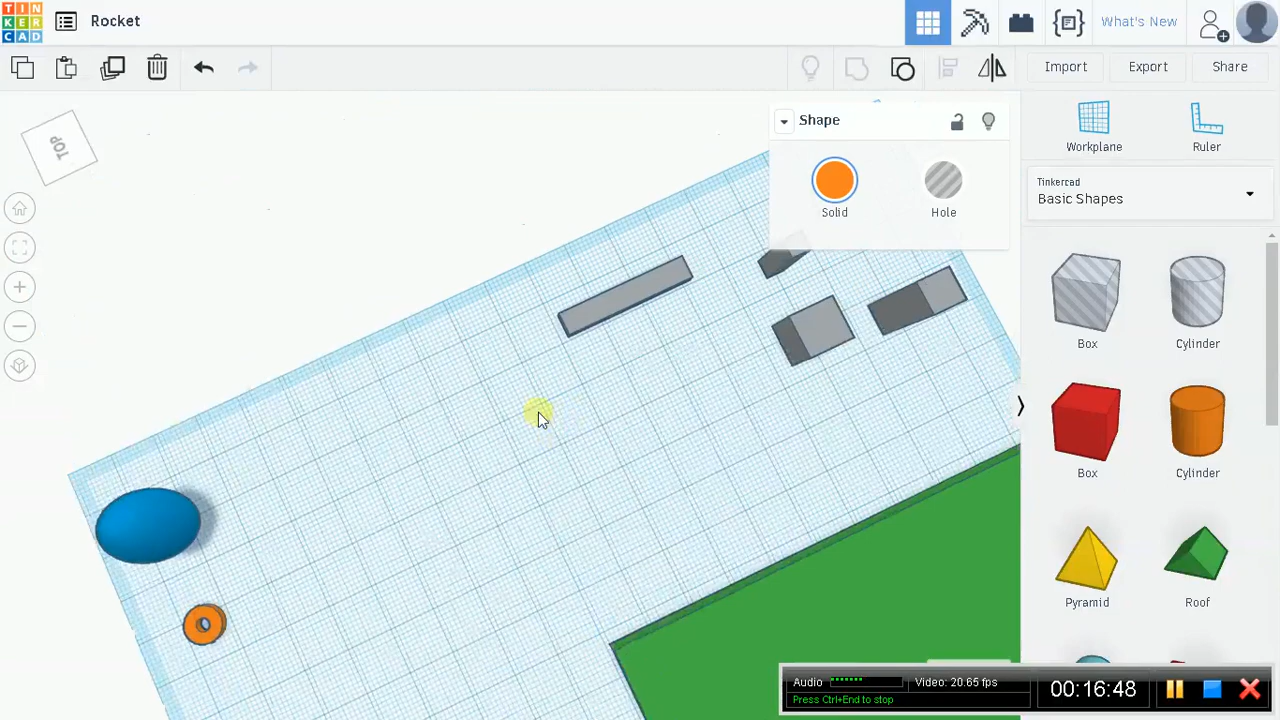 TIN
KER
CAD
Rocket
What's New
Import
Export
Share
TOP
Shape
Solid
Hole
Workplane
Ruler
Tinkercad
Basic Shapes
Box
Cylinder
Box
Cylinder
Pyramid
Roof
Audio
Video: 20.65 fps
Press Ctrl+End to stop
00:16:48